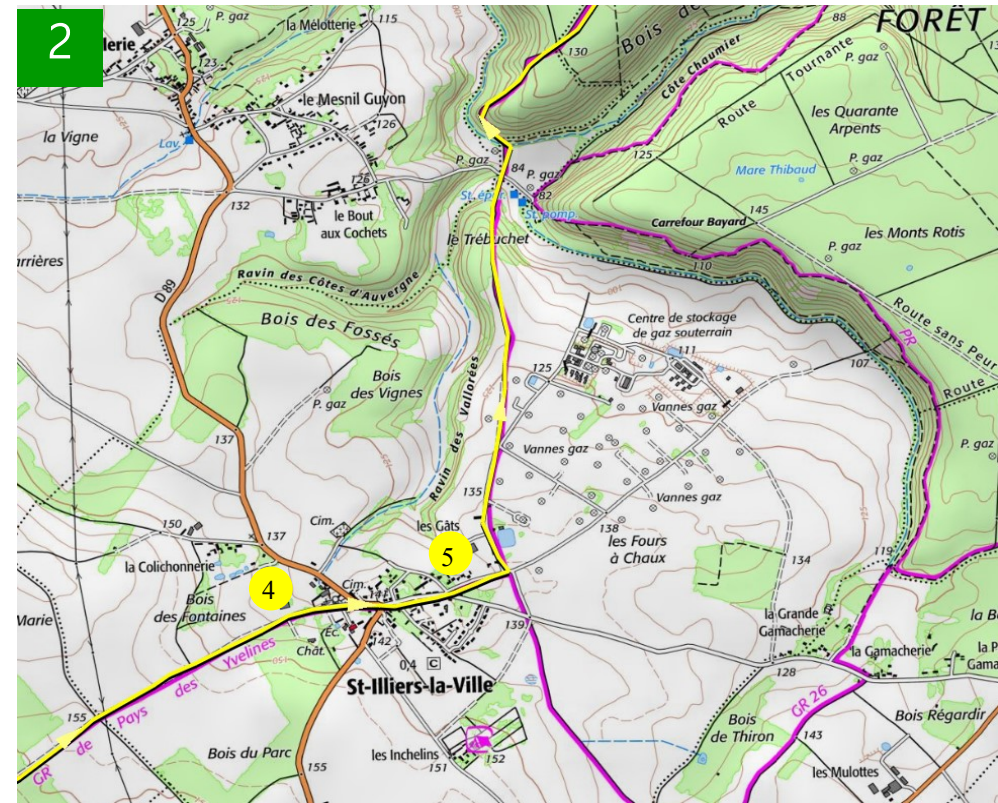 2
FORÊT
125
P. gaz
la Mélotterie
115
lerie
123
130
Bois de
88
Côte Chaumier
Tournante
Route
P. gaz
les Quarante
Arpents
le Mesnil Guyon
126
la Vigne
Lav.
125
P. gaz
P. gaz
84
P. gaz
Mare Thibaud
126
132
82
St. pomp.
145
le Bout
aux Cochets
Carrefour Bayard
le Trébuchet
P. gaz
les Monts Rotis
arrières
110
Ravin des Côtes d'Auvergne
D 89
Route sans Peur
PR
Bois des Fossés
Centre de stockage
de gaz souterrain
111
107
Bois
des Vignes
P. gaz
125
Route
Vannes gaz
Ravin des Vallorées
137
Vannes gaz
P. gaz
135
Vannes gaz
150
Cim.
les Gâts
138
les Fours
à Chaux
137
5
134
119
la Colichonnerie
4
Cim.
141
Bois
des Fontaines
la Grande
Gamacherie
Marie
Éc.
139
142
Chât.
la Gamacherie
0,4
C
128
St-Illiers-la-Ville
155
GR de Pays des Yvelines
150
GR 26
Bois
de Thiron
Bois Régardir
143
Bois du Parc
155
les Inchelins
151
152
les Mulottes